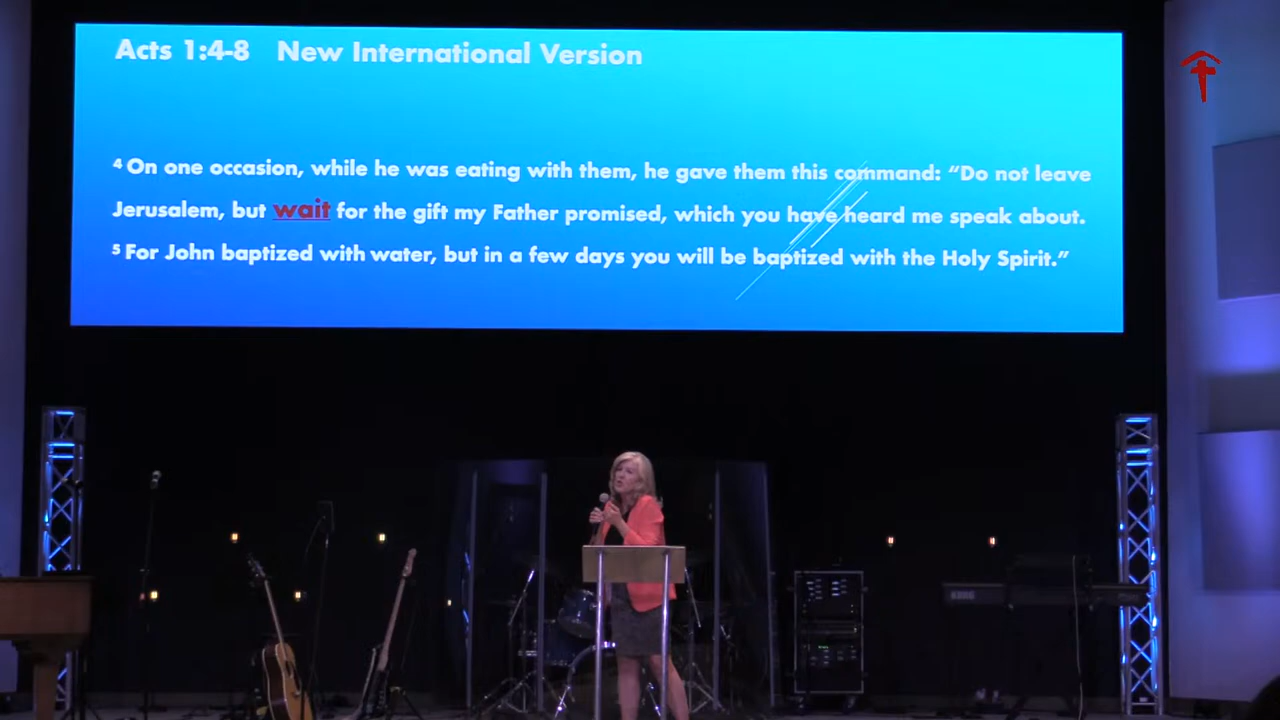 Acts 1:4-8 New International Version
⁴ On one occasion, while he was eating with them, he gave them this command: “Do not leave
Jerusalem, but wait for the gift my Father promised, which you have heard me speak about.
⁵ For John baptized with water, but in a few days you will be baptized with the Holy Spirit.”
KORG